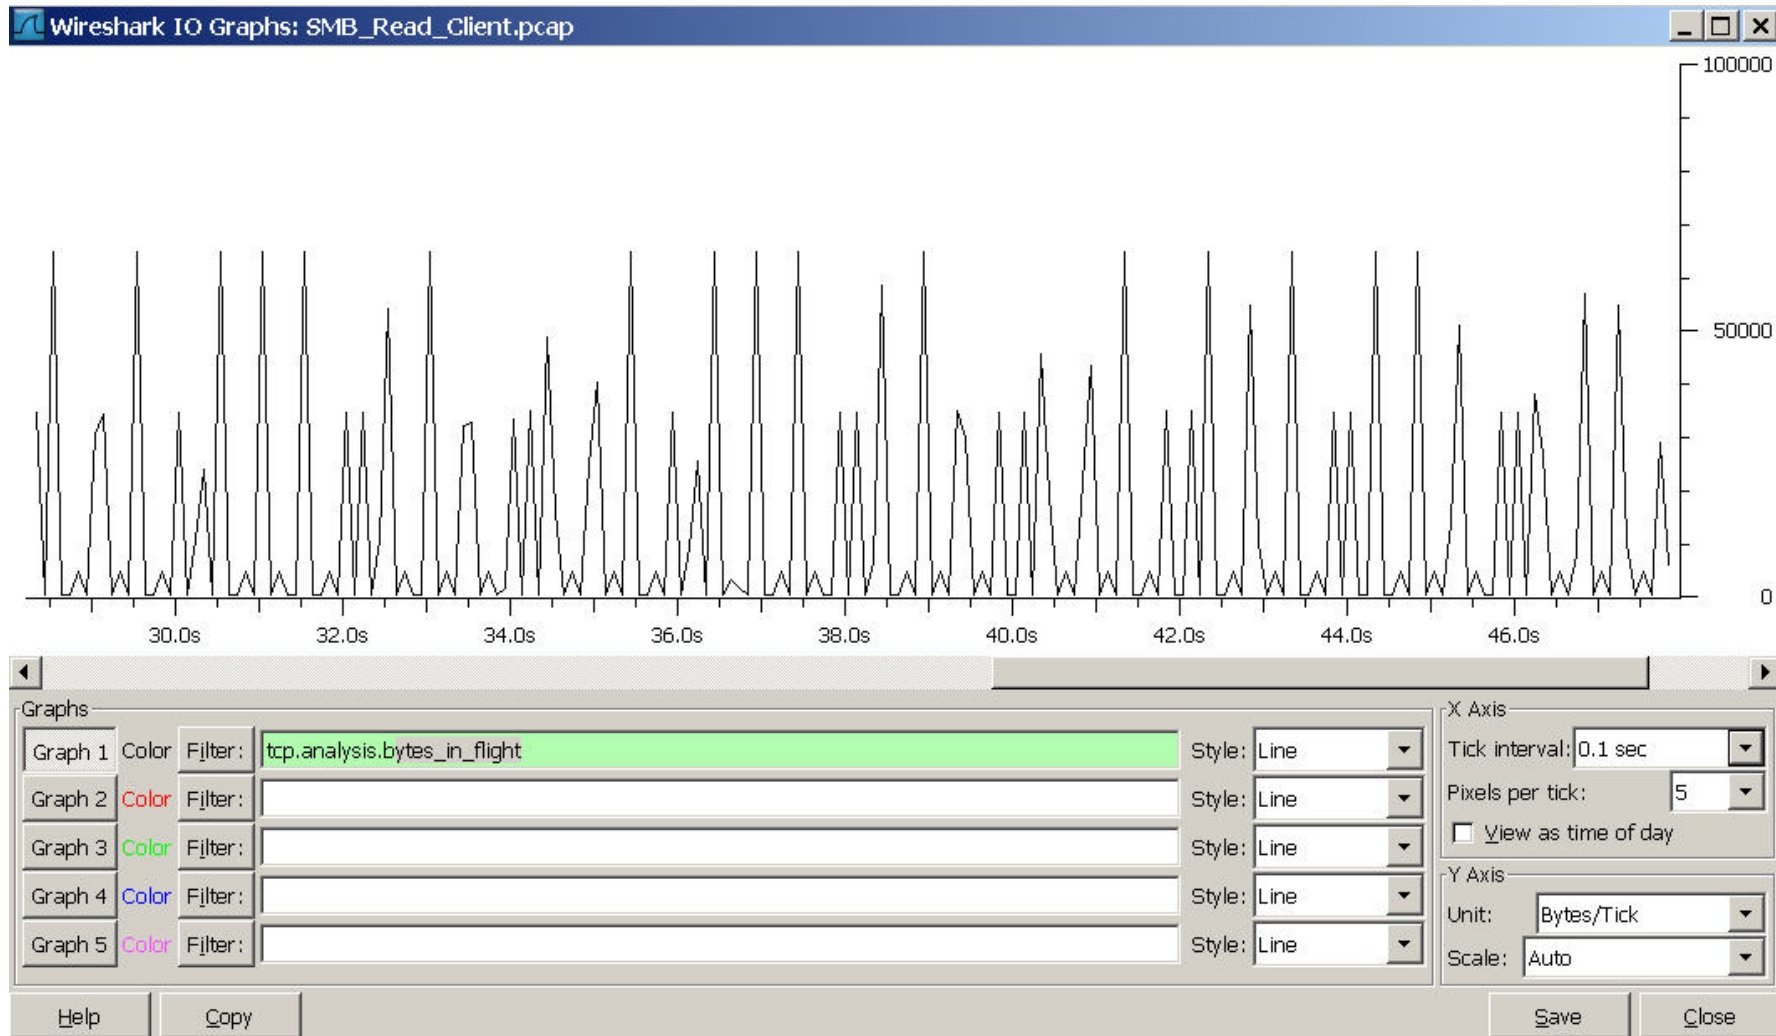 Wireshark IO Graphs: SMB_Read_Client.pcap
100000
50000
0
30.0s 32.0s 34.0s 36.0s 38.0s 40.0s 42.0s 44.0s 46.0s
Graphs
Graph 1 Color Filter: tcp.analysis.bytes_in_flight Style: Line
Graph 2 Color Filter: Style: Line
Graph 3 Color Filter: Style: Line
Graph 4 Color Filter: Style: Line
Graph 5 Color Filter: Style: Line
X Axis
Tick interval: 0.1 sec
Pixels per tick: 5
View as time of day
Y Axis
Unit: Bytes/Tick
Scale: Auto
Help Copy Save Close